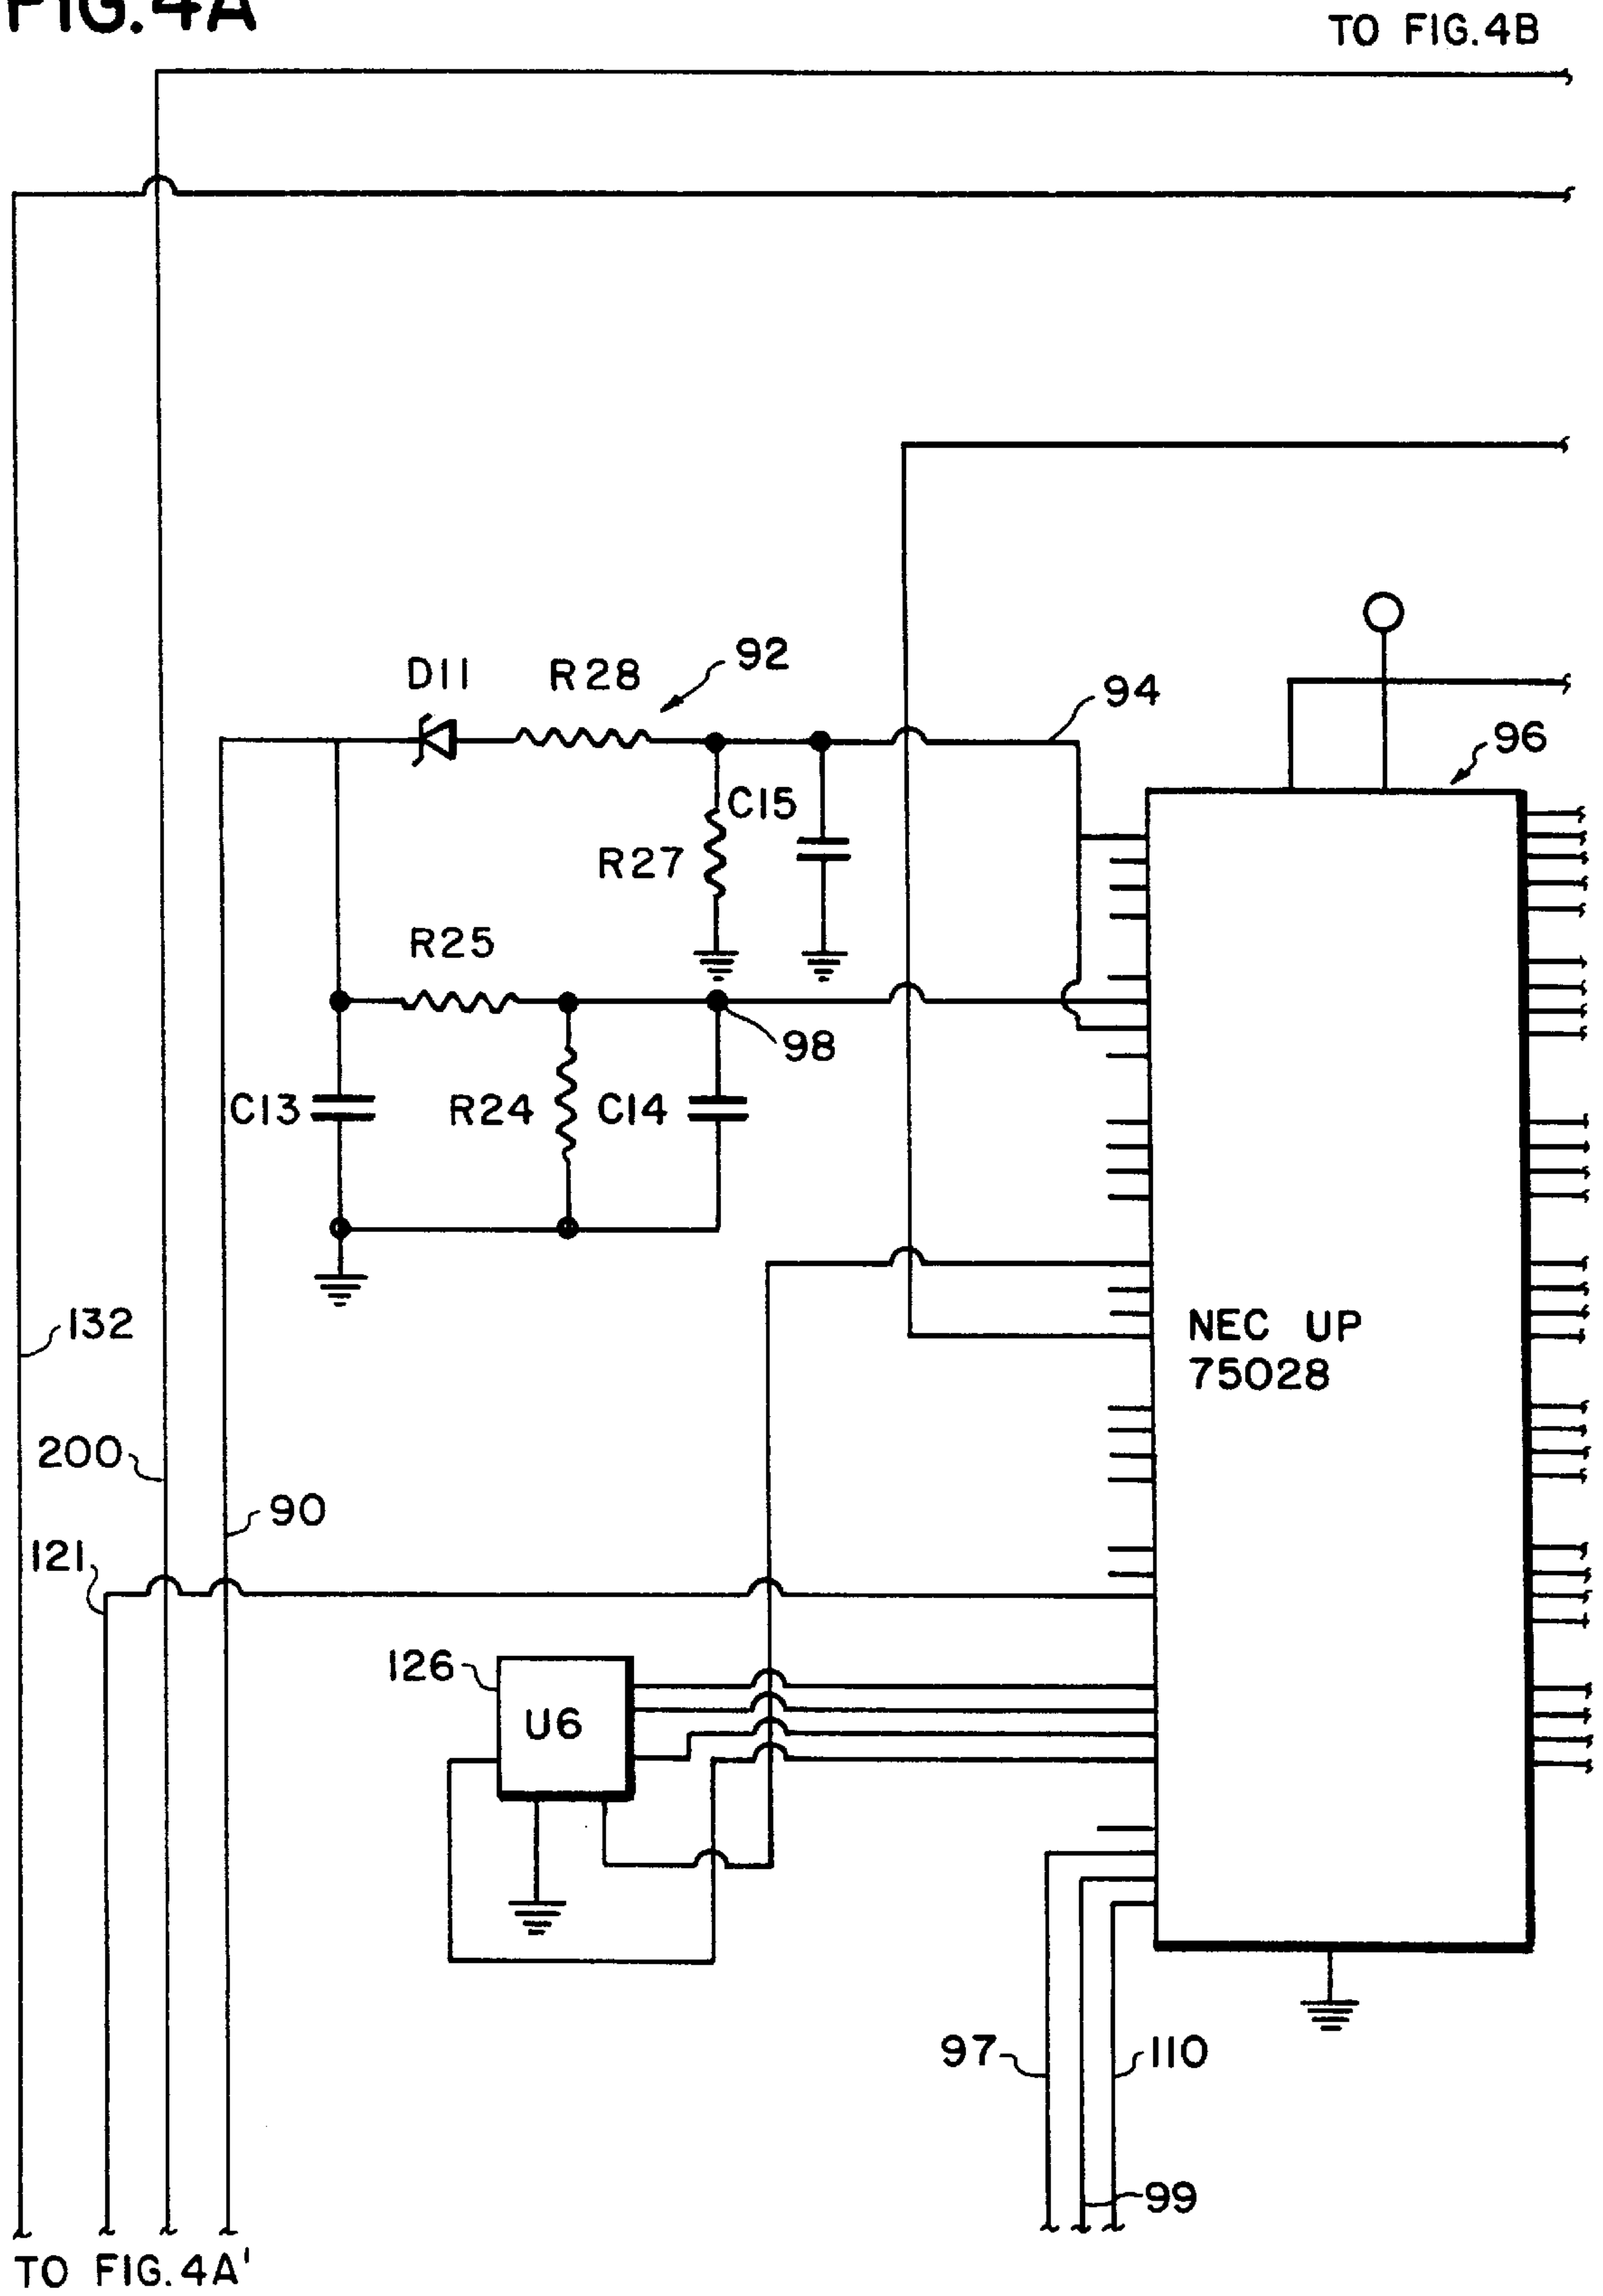 FIG.4A
TO FIG.4B
D11
R28
92
94
96
C15
R27
R25
98
C13
R24
C14
132
NEC UP
75028
200
90
121
126
U6
97
110
99
TO FIG.4A'